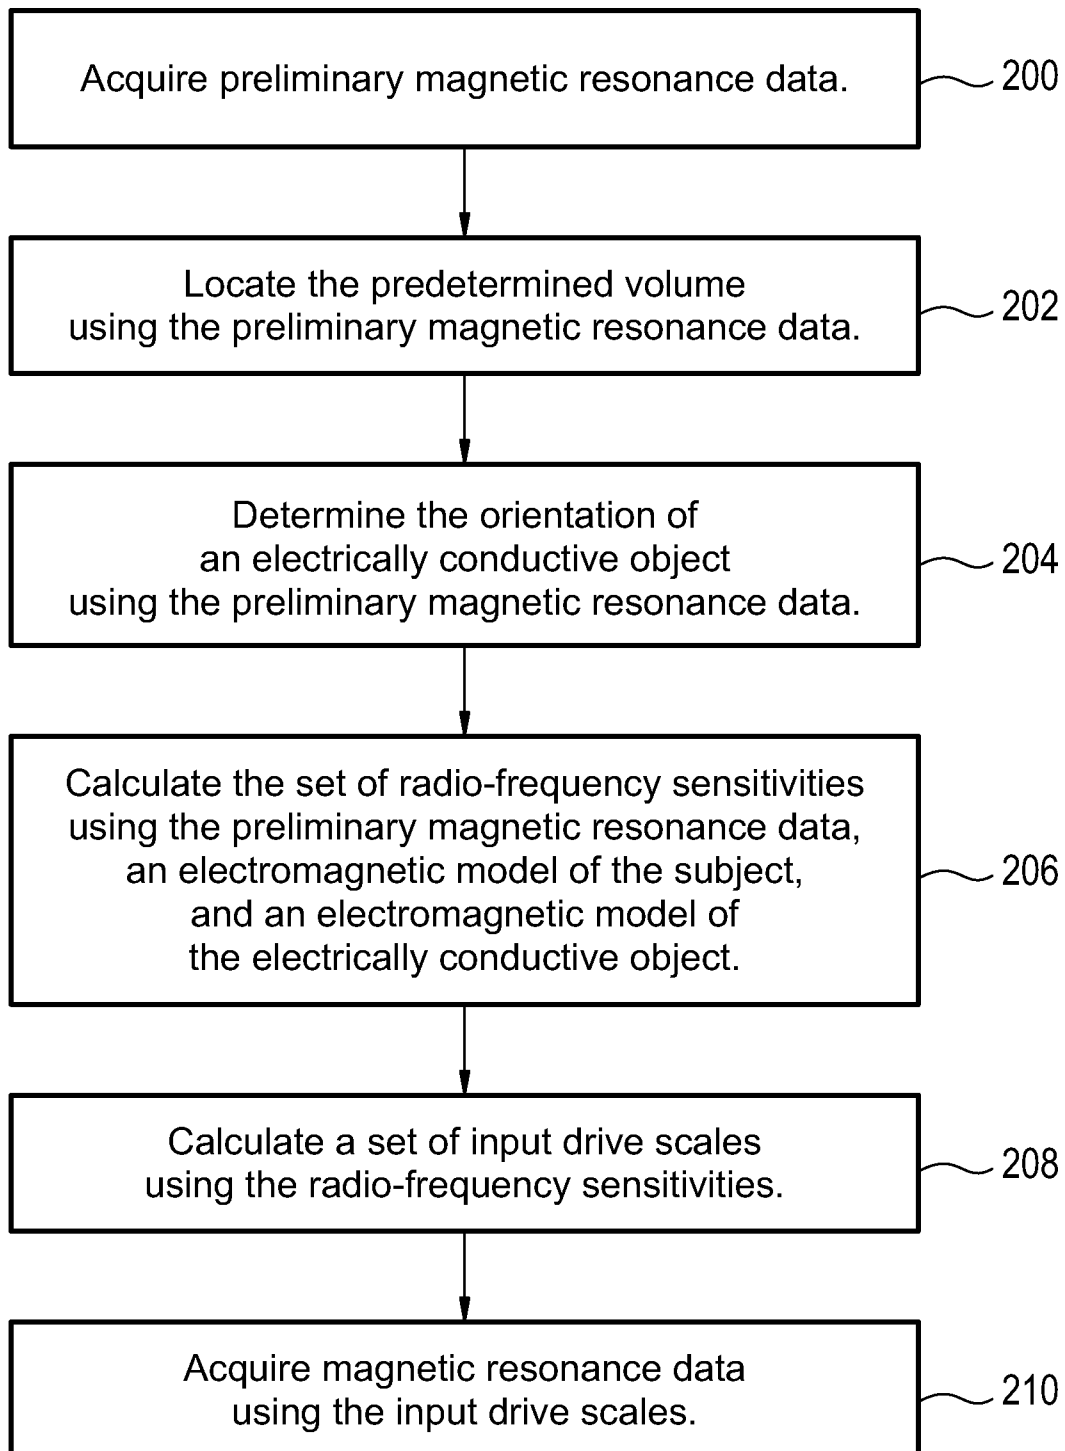 Acquire preliminary magnetic resonance data.
200
Locate the predetermined volume
using the preliminary magnetic resonance data.
202
Determine the orientation of
an electrically conductive object
using the preliminary magnetic resonance data.
204
Calculate the set of radio-frequency sensitivities
using the preliminary magnetic resonance data,
an electromagnetic model of the subject,
and an electromagnetic model of
the electrically conductive object.
206
Calculate a set of input drive scales
using the radio-frequency sensitivities.
208
Acquire magnetic resonance data
using the input drive scales.
210